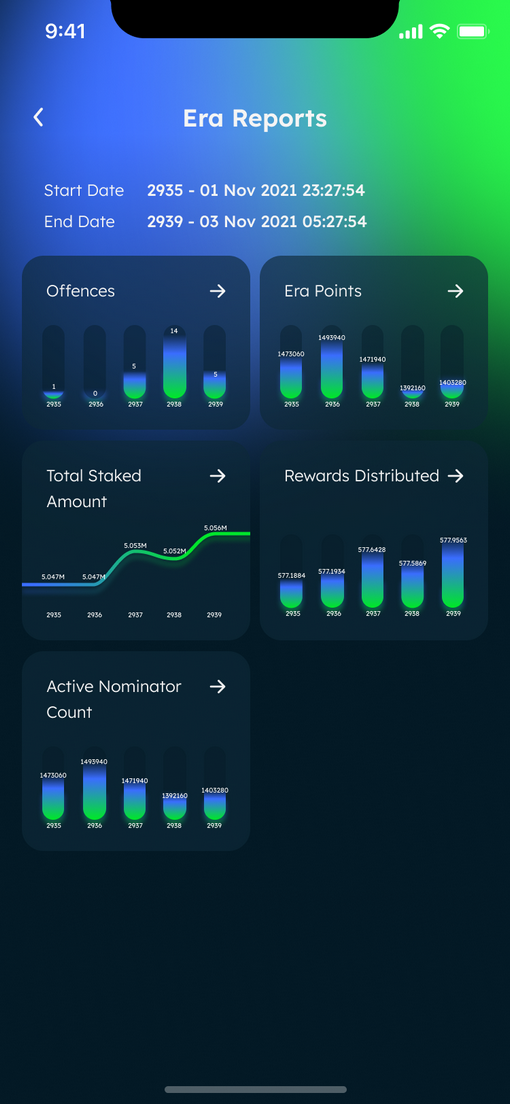 9:41
Era Reports
Start Date 2935 - 01 Nov 2021 23:27:54
End Date 2939 - 03 Nov 2021 05:27:54
Offences
1
0
5
14
5
2935 2936 2937 2938 2939
Era Points
1473060
1493940
1471940
1392160
1403280
2935 2936 2937 2938 2939
Total Staked
Amount
5.047M
5.047M
5.053M
5.052M
5.056M
2935 2936 2937 2938 2939
Rewards Distributed
577.1884
577.1934
577.6428
577.5869
577.9563
2935 2936 2937 2938 2939
Active Nominator
Count
1473060
1493940
1471940
1392160
1403280
2935 2936 2937 2938 2939